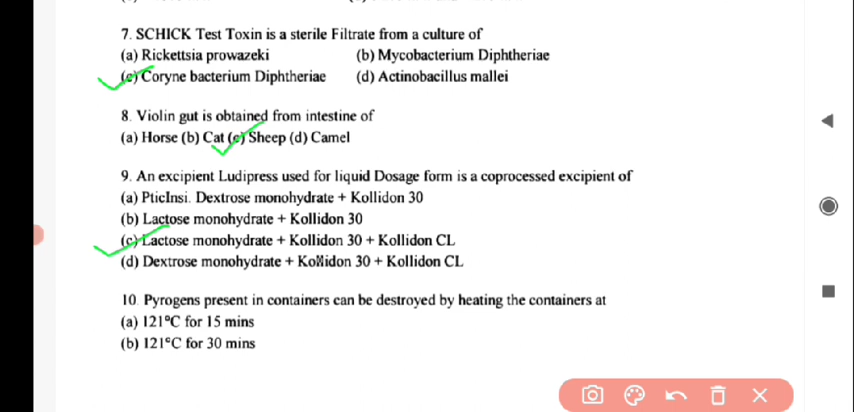 7. SCHICK Test Toxin is a sterile Filtrate from a culture of
(a) Rickettsia prowazeki (b) Mycobacterium Diphtheriae
(c) Coryne bacterium Diphtheriae (d) Actinobacillus mallei
8. Violin gut is obtained from intestine of
(a) Horse (b) Cat (c) Sheep (d) Camel
9. An excipient Ludipress used for liquid Dosage form is a coprocessed excipient of
(a) PticInsi. Dextrose monohydrate + Kollidon 30
(b) Lactose monohydrate + Kollidon 30
(c) Lactose monohydrate + Kollidon 30 + Kollidon CL
(d) Dextrose monohydrate + Kollidon 30 + Kollidon CL
10. Pyrogens present in containers can be destroyed by heating the containers at
(a) 121°C for 15 mins
(b) 121°C for 30 mins